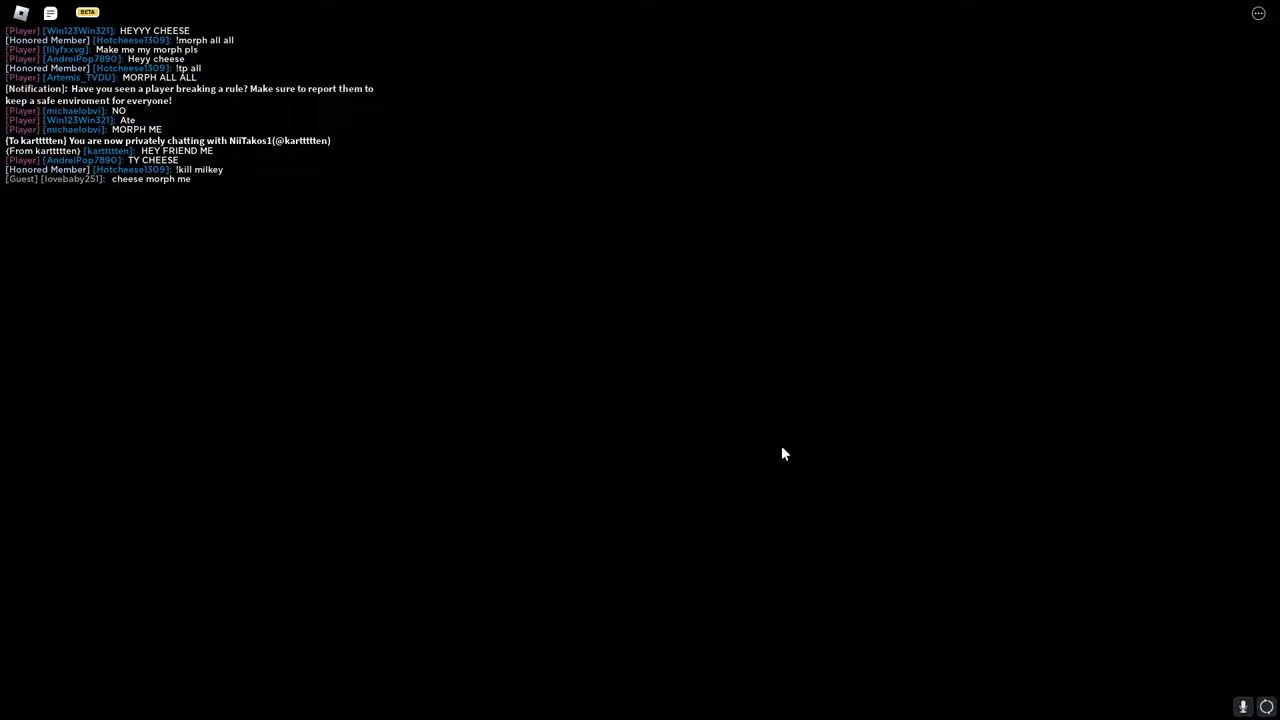 BETA
[Player] [Win123Win321]: HEYYY CHEESE
[Honored Member] [Hotcheese1309]: !morph all all
[Player] [lilyfxxvg]: Make me my morph pls
[Player] [AndreiPop7890]: Heyy cheese
[Honored Member] [Hotcheese1309]: !tp all
[Player] [Artemis_TVDU]: MORPH ALL ALL
[Notification]: Have you seen a player breaking a rule? Make sure to report them to
keep a safe enviroment for everyone!
[Player] [michaelobvi]: NO
[Player] [Win123Win321]: Ate
[Player] [michaelobvi]: MORPH ME
{To karttttten} You are now privately chatting with NiiTakos1(@karttttten)
{From karttttten} [karttttten]: HEY FRIEND ME
[Player] [AndreiPop7890]: TY CHEESE
[Honored Member] [Hotcheese1309]: !kill milkey
[Guest] [lovebaby251]: cheese morph me